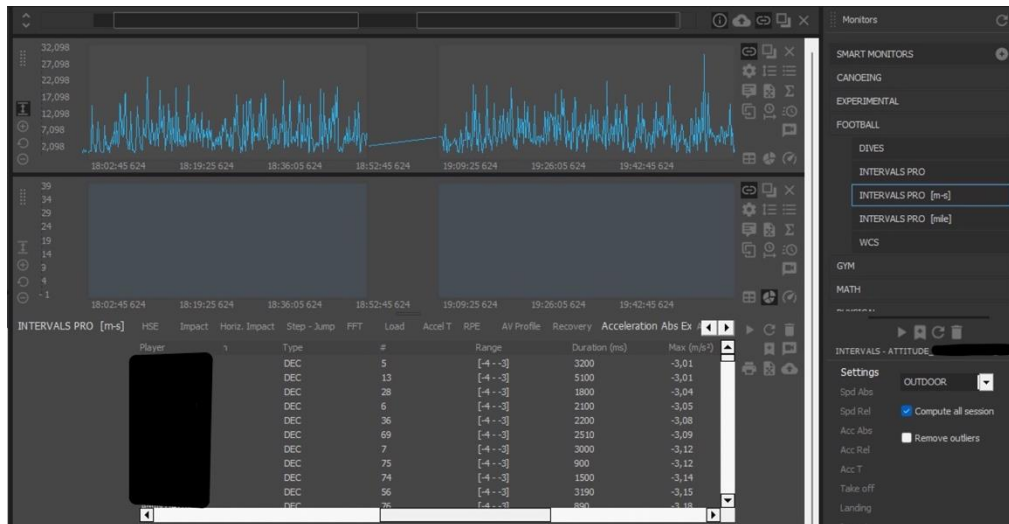 Monitors
32,098
27,098
22,098
17,098
12,098
7,098
2,098
18:02:45 624 18:19:25 624 18:36:05 624 18:52:45 624 19:09:25 624 19:26:05 624 19:42:45 624
39
34
29
24
19
14
9
4
-1
18:02:45 624 18:19:25 624 18:36:05 624 18:52:45 624 19:09:25 624 19:26:05 624 19:42:45 624
INTERVALS PRO [m-s] HSE Impact Horiz. Impact Step - Jump FFT Load Accel T RPE AV Profile Recovery Acceleration Abs Ex
Player Type # Range Duration (ms) Max (m/s²)
DEC 5 [-4 - -3] 3200 -3,01
DEC 13 [-4 - -3] 5100 -3,01
DEC 28 [-4 - -3] 1800 -3,04
DEC 6 [-4 - -3] 2100 -3,05
DEC 36 [-4 - -3] 2200 -3,08
DEC 69 [-4 - -3] 2510 -3,09
DEC 7 [-4 - -3] 3000 -3,12
DEC 75 [-4 - -3] 900 -3,12
DEC 74 [-4 - -3] 1500 -3,14
DEC 56 [-4 - -3] 3190 -3,15
DEC 76 [-4 - -3] 890 -3,18
SMART MONITORS
CANOEING
EXPERIMENTAL
FOOTBALL
DIVES
INTERVALS PRO
INTERVALS PRO [m-s]
INTERVALS PRO [mile]
WCS
GYM
MATH
INTERVALS - ATTITUDE_
Settings
Spd Abs
Spd Rel
Acc Abs
Acc Rel
Acc T
Take off
Landing
OUTDOOR
Compute all session
Remove outliers